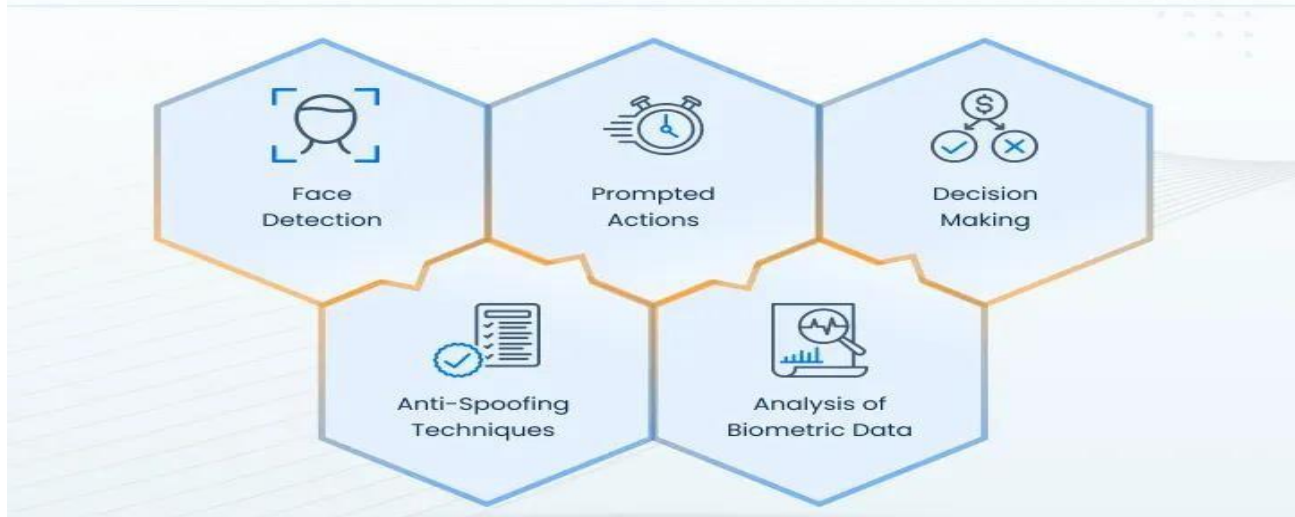 Face
Detection
Prompted
Actions
Decision
Making
Anti-Spoofing
Techniques
Analysis of
Biometric Data